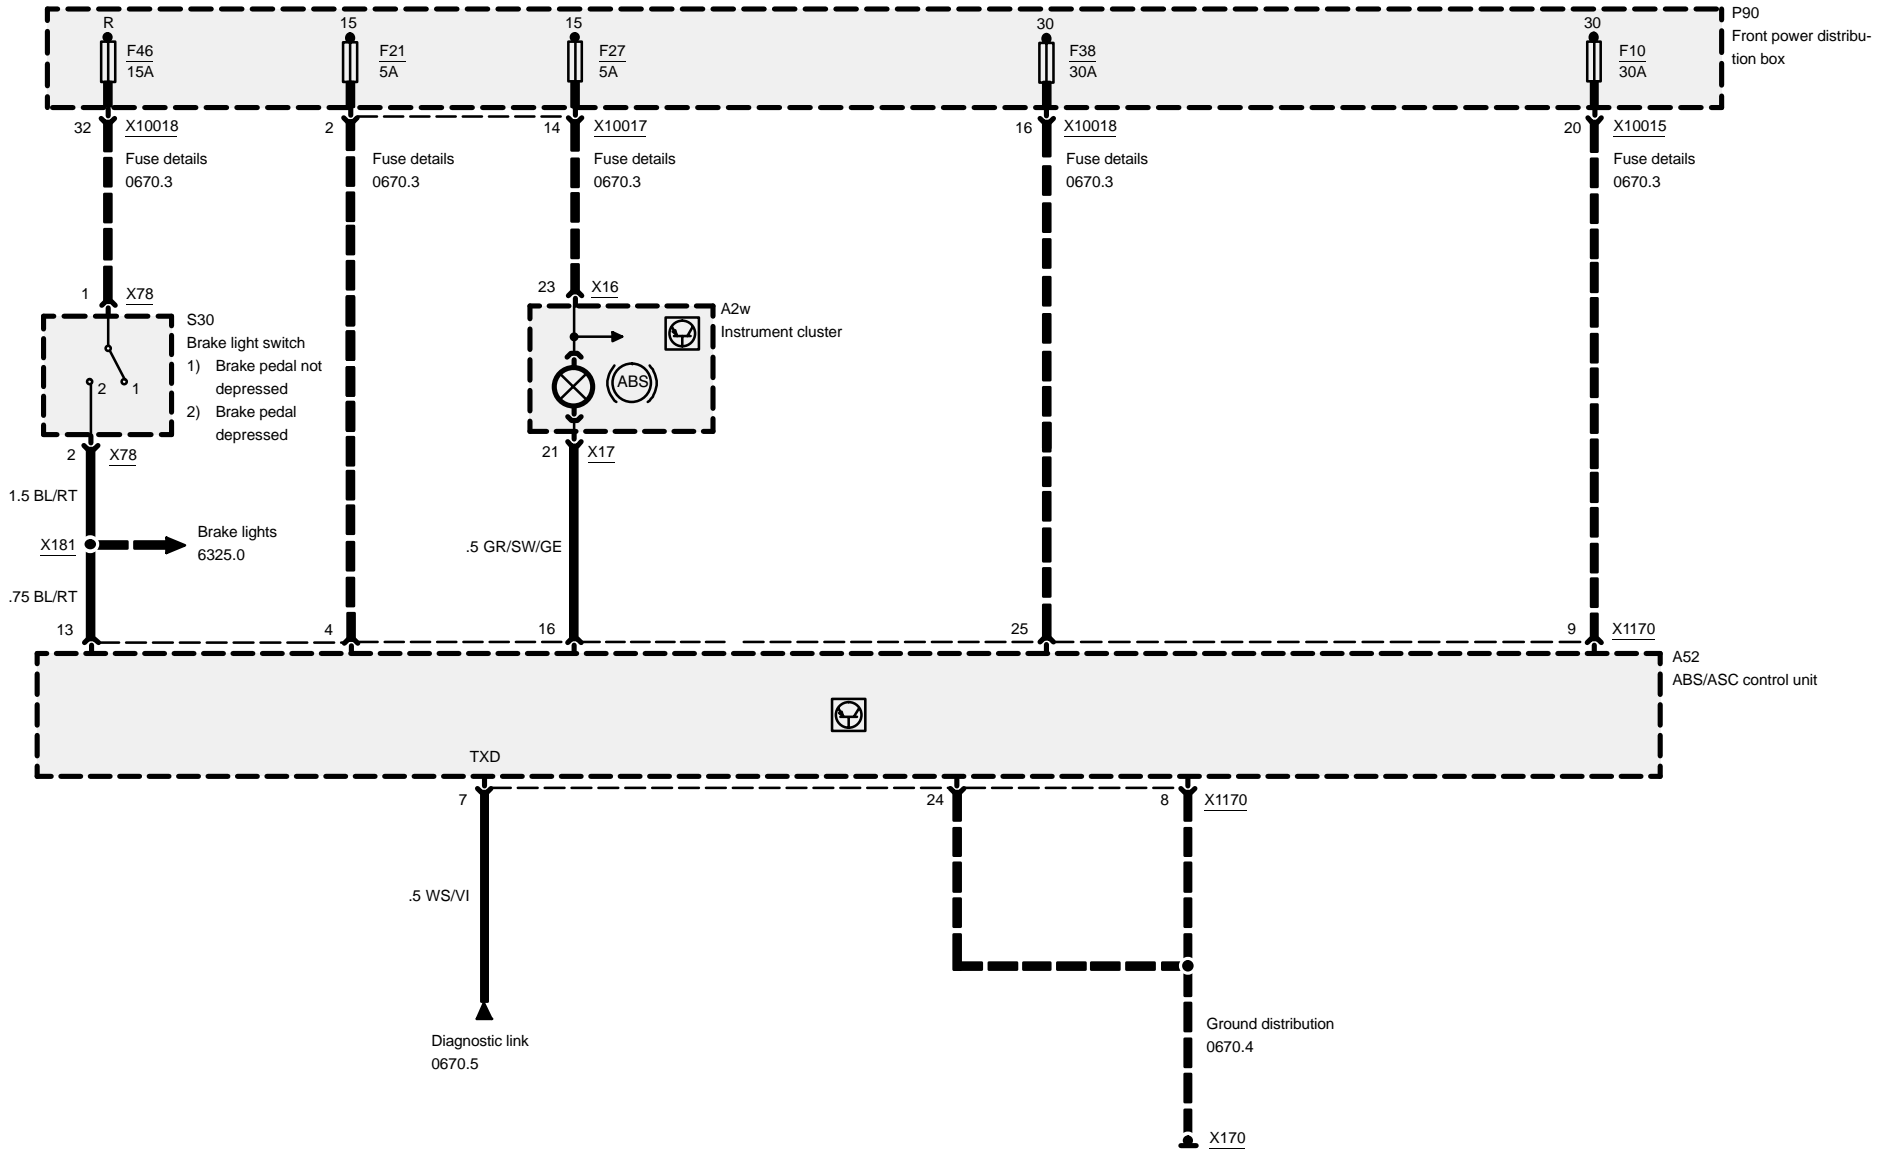 R
15
15
30
30
P90
Front power distribu-
tion box
F46
15A
F21
5A
F27
5A
F38
30A
F10
30A
32
X10018
2
14
X10017
16
X10018
20
X10015
Fuse details
0670.3
Fuse details
0670.3
Fuse details
0670.3
Fuse details
0670.3
Fuse details
0670.3
1
X78
23
X16
A2w
Instrument cluster
S30
Brake light switch
1) Brake pedal not
depressed
2) Brake pedal
depressed
2
1
ABS
2
X78
21
X17
1.5 BL/RT
X181
Brake lights
6325.0
.5 GR/SW/GE
.75 BL/RT
13
4
16
25
9
X1170
A52
ABS/ASC control unit
TXD
7
24
8
X1170
.5 WS/VI
Diagnostic link
0670.5
Ground distribution
0670.4
X170